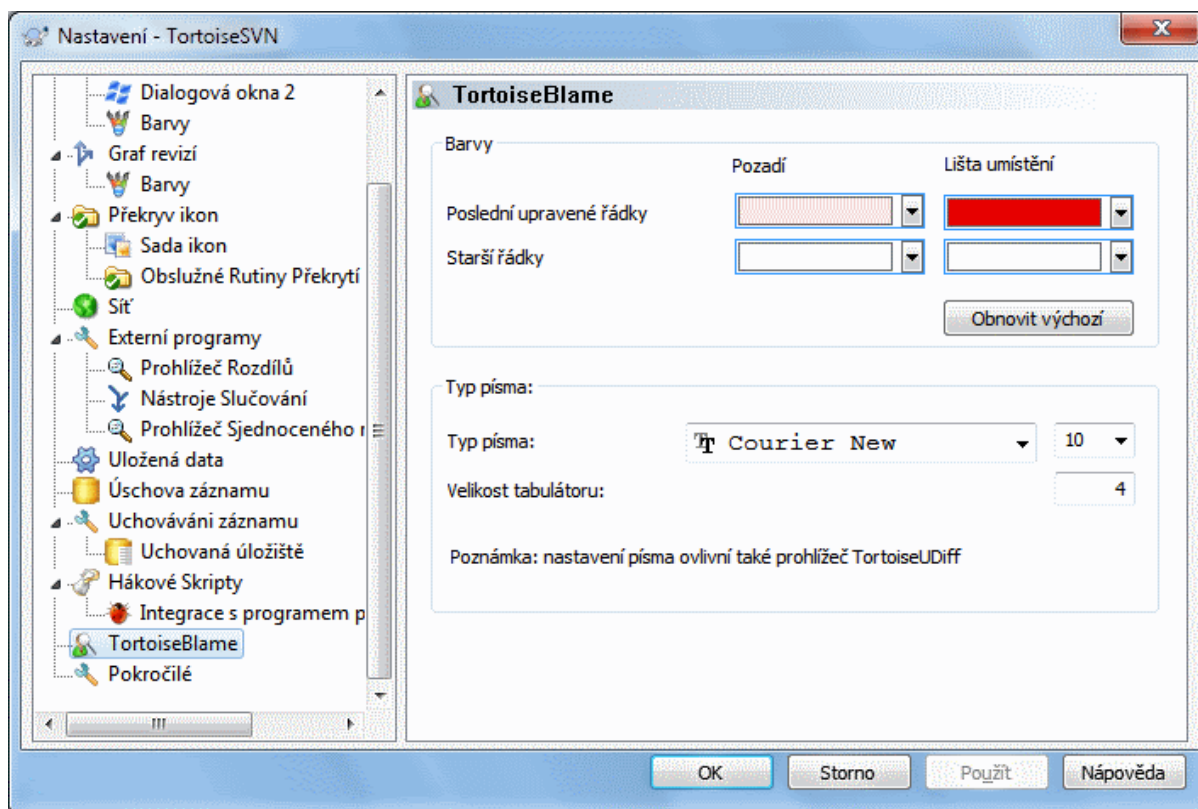 Nastavení - TortoiseSVN
Dialogová okna 2
Barvy
Graf revizí
Barvy
Překryv ikon
Sada ikon
Obslužné Rutiny Překrytí
Síť
Externí programy
Prohlížeč Rozdílů
Nástroje Slučování
Prohlížeč Sjednoceného r
Uložená data
Úschova záznamu
Uchováváni záznamu
Uchovaná úložiště
Hákové Skripty
Integrace s programem p
TortoiseBlame
Pokročilé
TortoiseBlame
Barvy
Pozadí
Lišta umístění
Poslední upravené řádky
Starší řádky
Obnovit výchozí
Typ písma:
Typ písma:
Courier New
10
Velikost tabulátoru:
4
Poznámka: nastavení písma ovlivní také prohlížeč TortoiseUDiff
OK
Storno
Použít
Nápověda